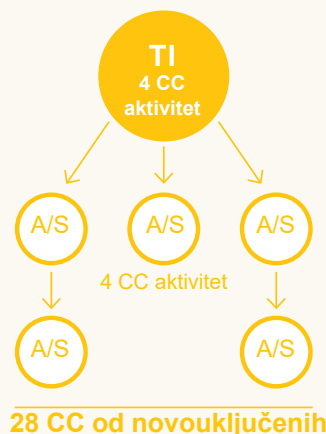 TI
4 CC
aktivitet
A/S A/S A/S
4 CC aktivitet
A/S A/S
28 CC od novouključenih